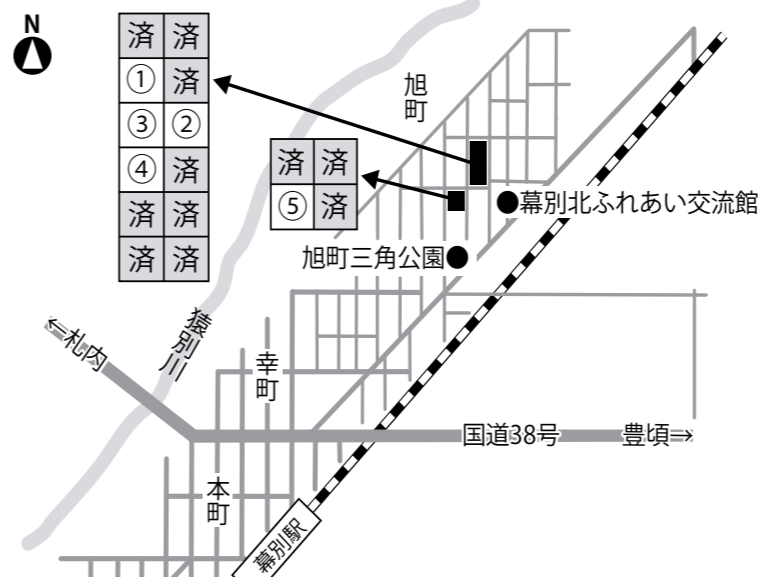 N
済 済
① 済
③ ②
④ 済
済 済
済 済
旭町
済 済
⑤ 済
●幕別北ふれあい交流館
旭町三角公園●
猿別川
←札内
幸町
国道38号
豊頃→
本町
幕別駅